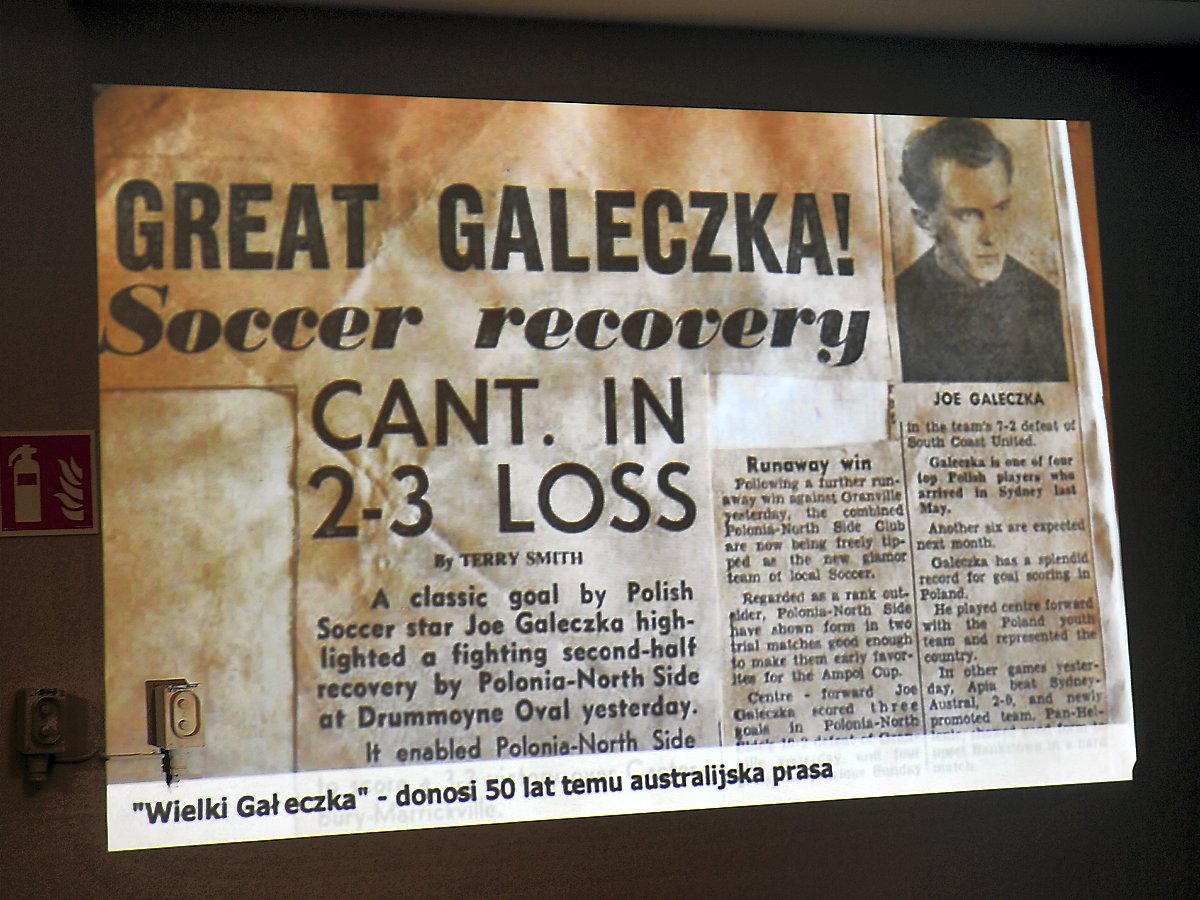 GREAT GALECZKA!
Soccer recovery
CANT. IN
2-3 LOSS
By TERRY SMITH
A classic goal by Polish
Soccer star Joe Galeczka high-
lighted a fighting second-half
recovery by Polonia-North Side
at Drummoyne Oval yesterday.
It enabled Polonia-North Side
bury-Marrickville.
Runaway win
Following a further run-
away win against Granville
yesterday, the combined
Polonia-North Side Club
are now being freely tip-
ped as the new glamor
team of local Soccer.
Regarded as a rank out-
sider, Polonia-North Side
have shown form in two
trial matches good enough
to make them early favor-
ites for the Ampol Cup.
Centre - forward Joe
Galeczka scored three
goals in Polonia-North
JOE GALECZKA
in the team's 7-2 defeat of
South Coast United.
Galeczka is one of four
top Polish players who
arrived in Sydney last
May.
Another six are expected
next month.
Galeczka has a splendid
record for goal scoring in
Poland.
He played centre forward
with the Poland youth
team and represented the
country.
In other games yester-
day, Apia beat Sydney-
Austral, 2-0, and newly
promoted team, Pan-Hel-
"Wielki Gałeczka" - donosi 50 lat temu australijska prasa